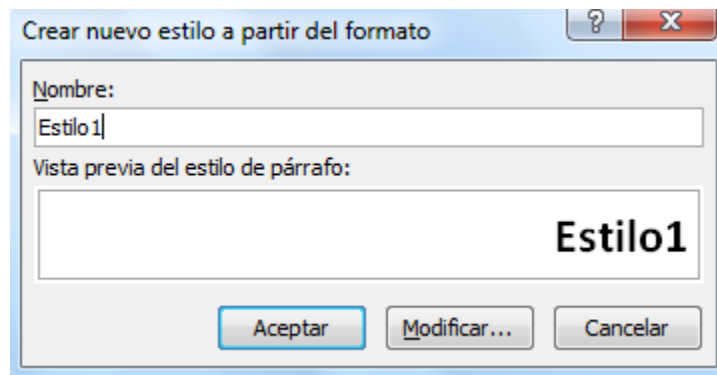 Crear nuevo estilo a partir del formato
Nombre:
Estilo1
Vista previa del estilo de párrafo:
Estilo1
Aceptar Modificar... Cancelar